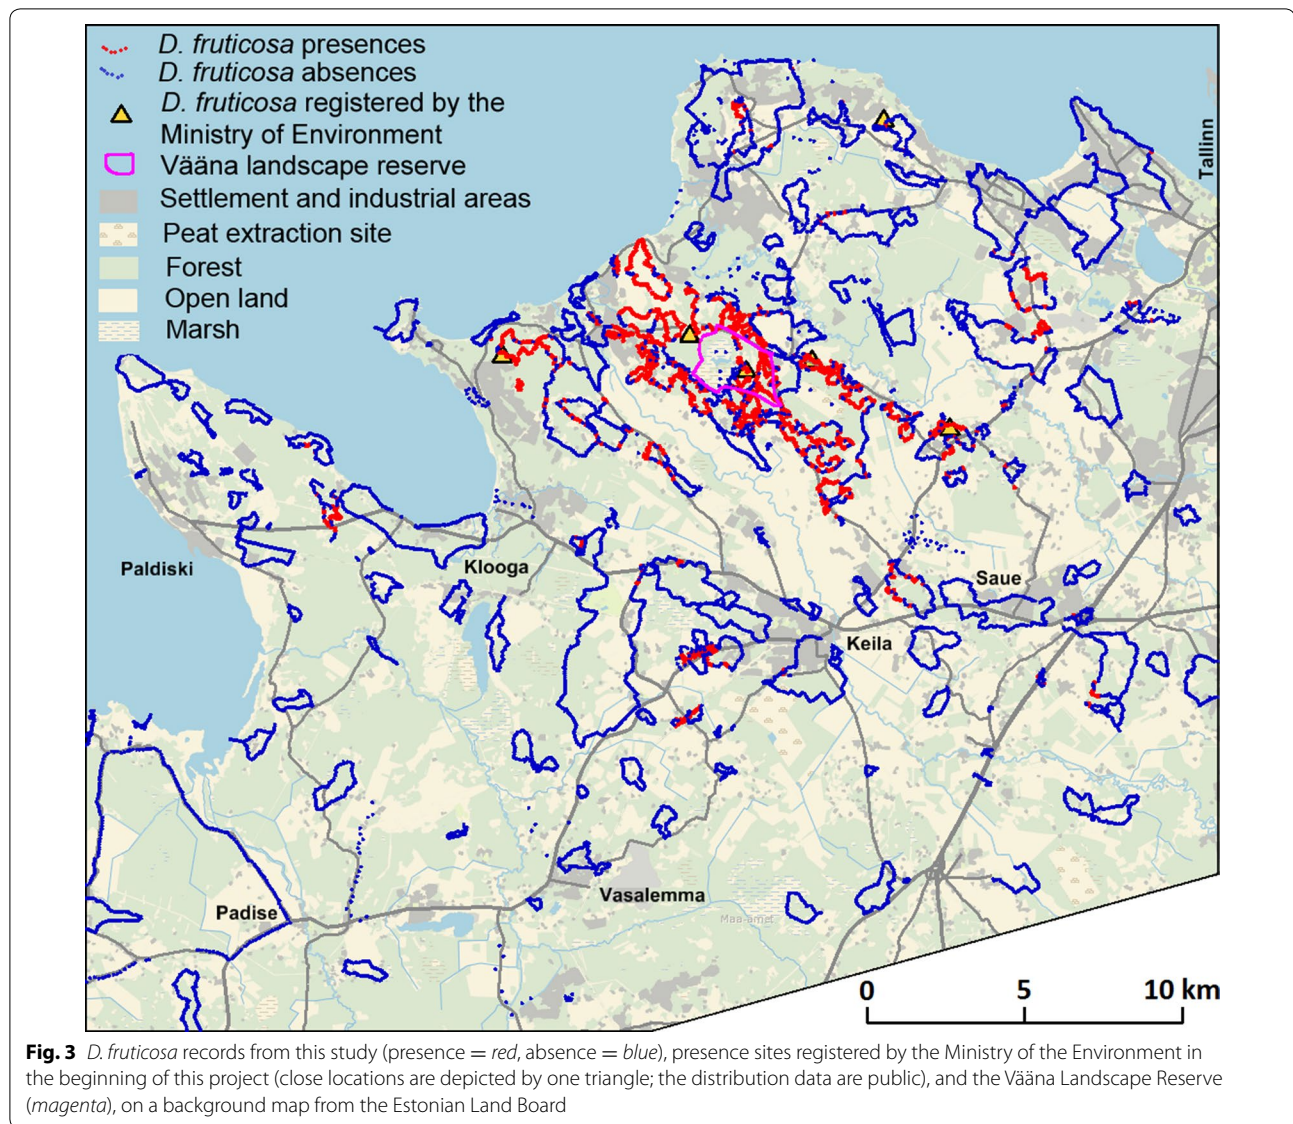 D. fruticosa presences
D. fruticosa absences
D. fruticosa registered by the
Ministry of Environment
Vääna landscape reserve
Settlement and industrial areas
Peat extraction site
Forest
Open land
Marsh
Tallinn
Paldiski
Klooga
Saue
Keila
Padise
Vasalemma
Maa-amet
0 5 10 km
Fig. 3 D. fruticosa records from this study (presence = red, absence = blue), presence sites registered by the Ministry of the Environment in
the beginning of this project (close locations are depicted by one triangle; the distribution data are public), and the Vääna Landscape Reserve
(magenta), on a background map from the Estonian Land Board